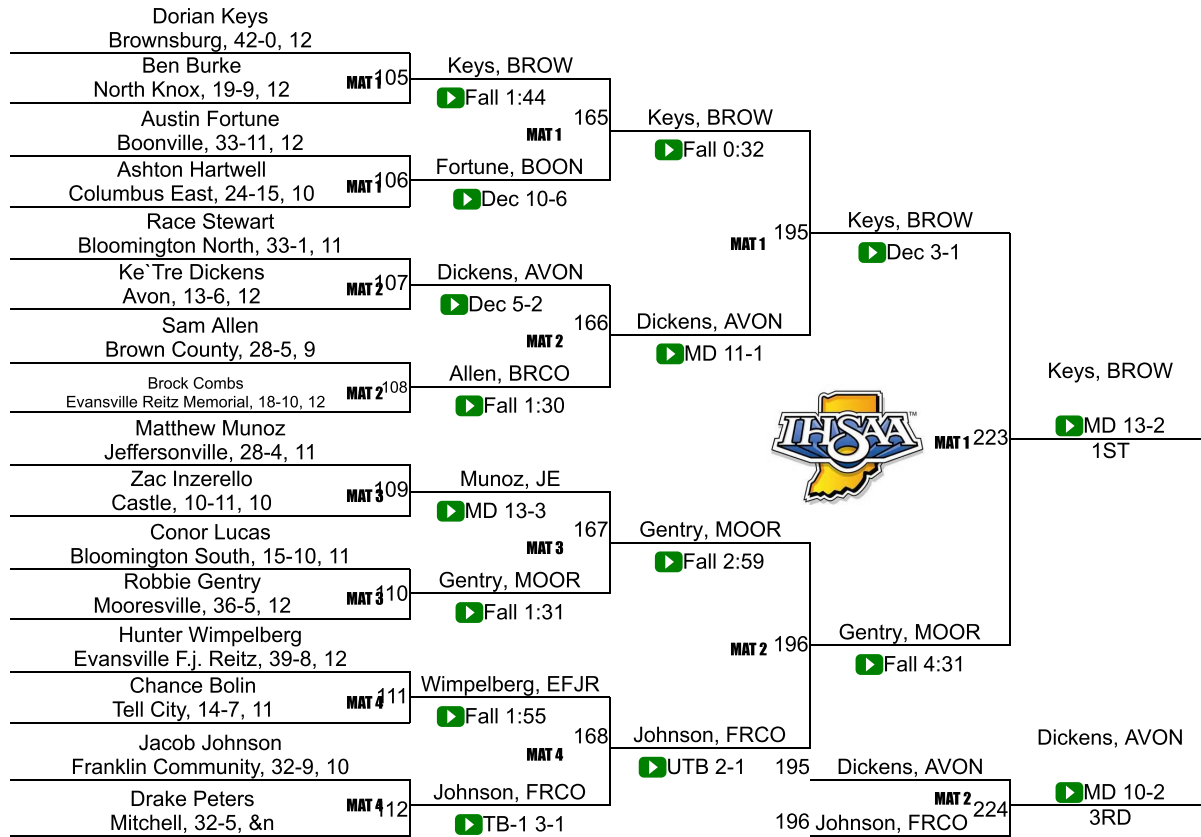 Dorian Keys
Brownsburg, 42-0, 12
Ben Burke
North Knox, 19-9, 12
MAT 1 105
Austin Fortune
Boonville, 33-11, 12
Ashton Hartwell
Columbus East, 24-15, 10
MAT 1 106
Race Stewart
Bloomington North, 33-1, 11
Ke`Tre Dickens
Avon, 13-6, 12
MAT 2 107
Sam Allen
Brown County, 28-5, 9
Brock Combs
Evansville Reitz Memorial, 18-10, 12
MAT 2 108
Matthew Munoz
Jeffersonville, 28-4, 11
Zac Inzerello
Castle, 10-11, 10
MAT 3 109
Conor Lucas
Bloomington South, 15-10, 11
Robbie Gentry
Mooresville, 36-5, 12
MAT 3 110
Hunter Wimpelberg
Evansville F.j. Reitz, 39-8, 12
Chance Bolin
Tell City, 14-7, 11
MAT 4 111
Jacob Johnson
Franklin Community, 32-9, 10
Drake Peters
Mitchell, 32-5, &n
MAT 4 112
Keys, BROW
Fall 1:44
MAT 1 165
Fortune, BOON
Dec 10-6
Dickens, AVON
Dec 5-2
MAT 2 166
Allen, BRCO
Fall 1:30
Munoz, JE
MD 13-3
MAT 3 167
Gentry, MOOR
Fall 1:31
Wimpelberg, EFJR
Fall 1:55
MAT 4 168
Johnson, FRCO
TB-1 3-1
Keys, BROW
Fall 0:32
MAT 1 195
Dickens, AVON
MD 11-1
Gentry, MOOR
Fall 2:59
MAT 2 196
Johnson, FRCO
UTB 2-1
Keys, BROW
Dec 3-1
IHSAA™
MAT 1 223
Gentry, MOOR
Fall 4:31
Keys, BROW
MD 13-2
1ST
195 Dickens, AVON
MAT 2 224
196 Johnson, FRCO
Dickens, AVON
MD 10-2
3RD